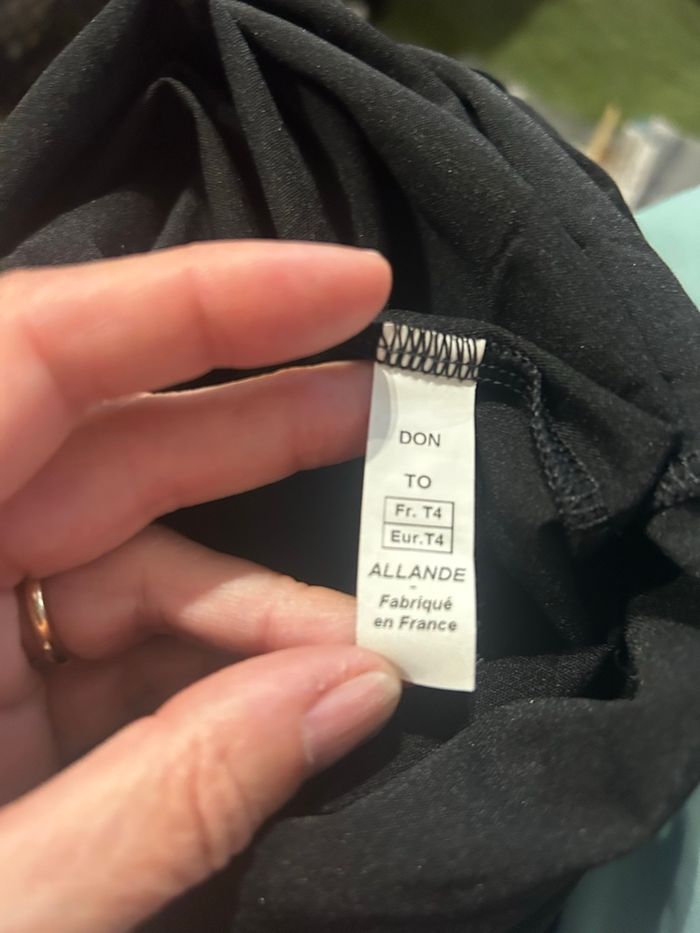 DON
TO
Fr. T4
Eur.T4
ALLANDE
-
Fabriqué
en France